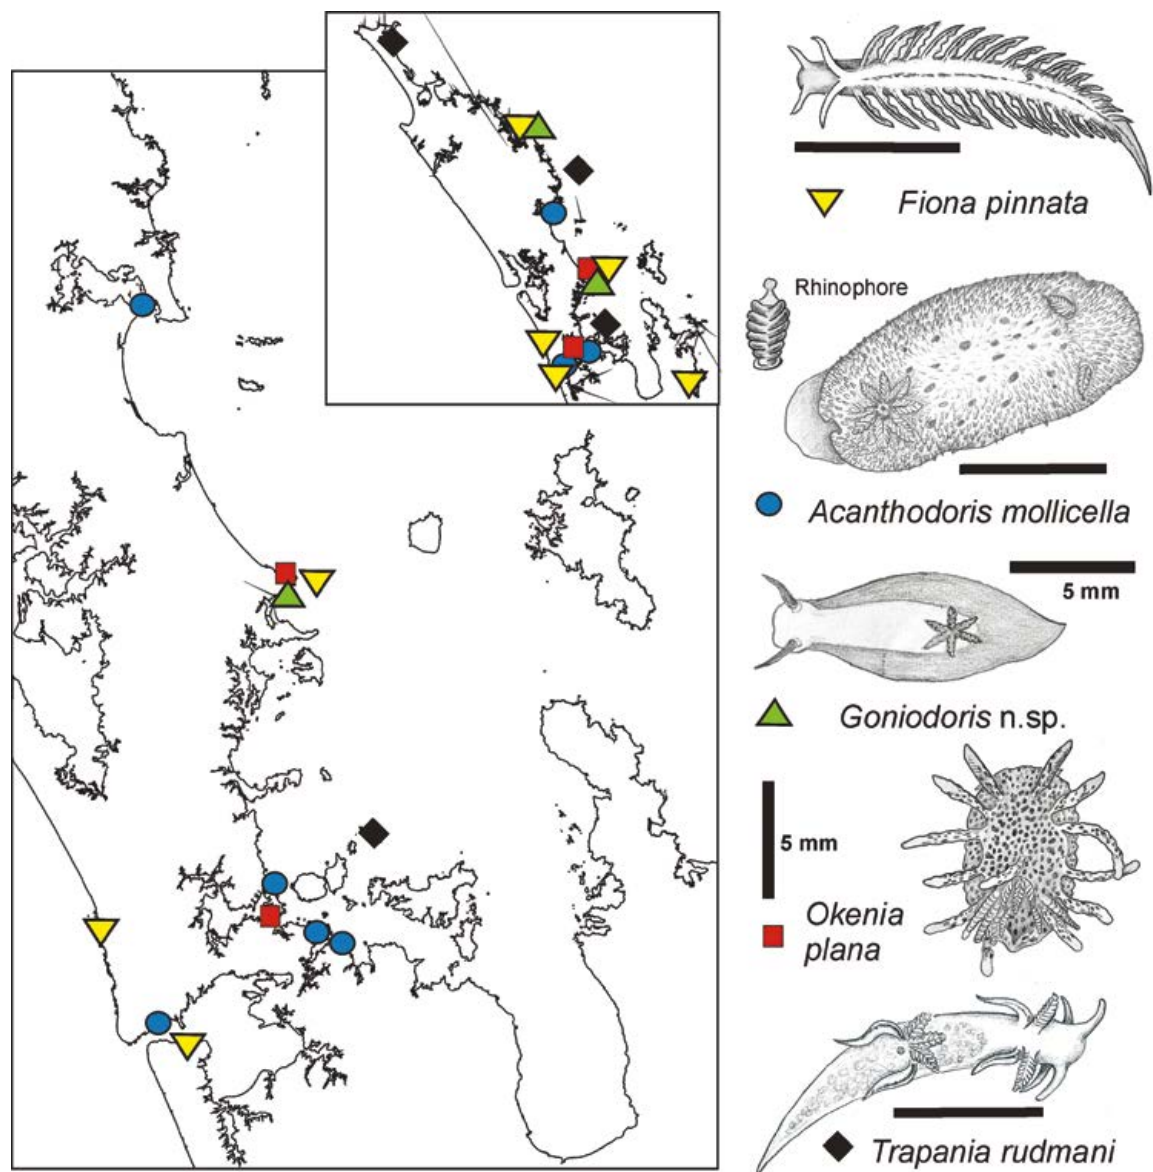 Fiona pinnata
Rhinophore
Acanthodoris mollicella
5 mm
Goniodoris n.sp.
5 mm
Okenia
plana
Trapania rudmani